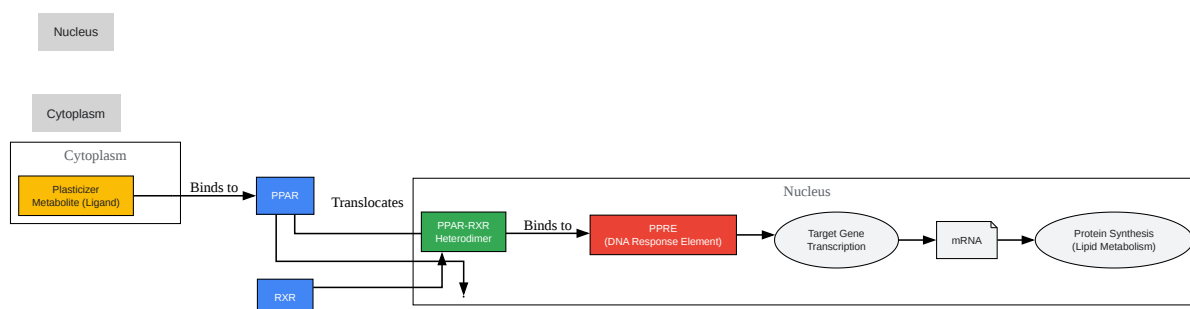 Nucleus
Cytoplasm
Cytoplasm
Plasticizer
Metabolite (Ligand)
Binds to
PPAR
Translocates
Nucleus
PPAR-RXR
Heterodimer
Binds to
PPRE
(DNA Response Element)
Target Gene
Transcription
mRNA
Protein Synthesis
(Lipid Metabolism)
RXR